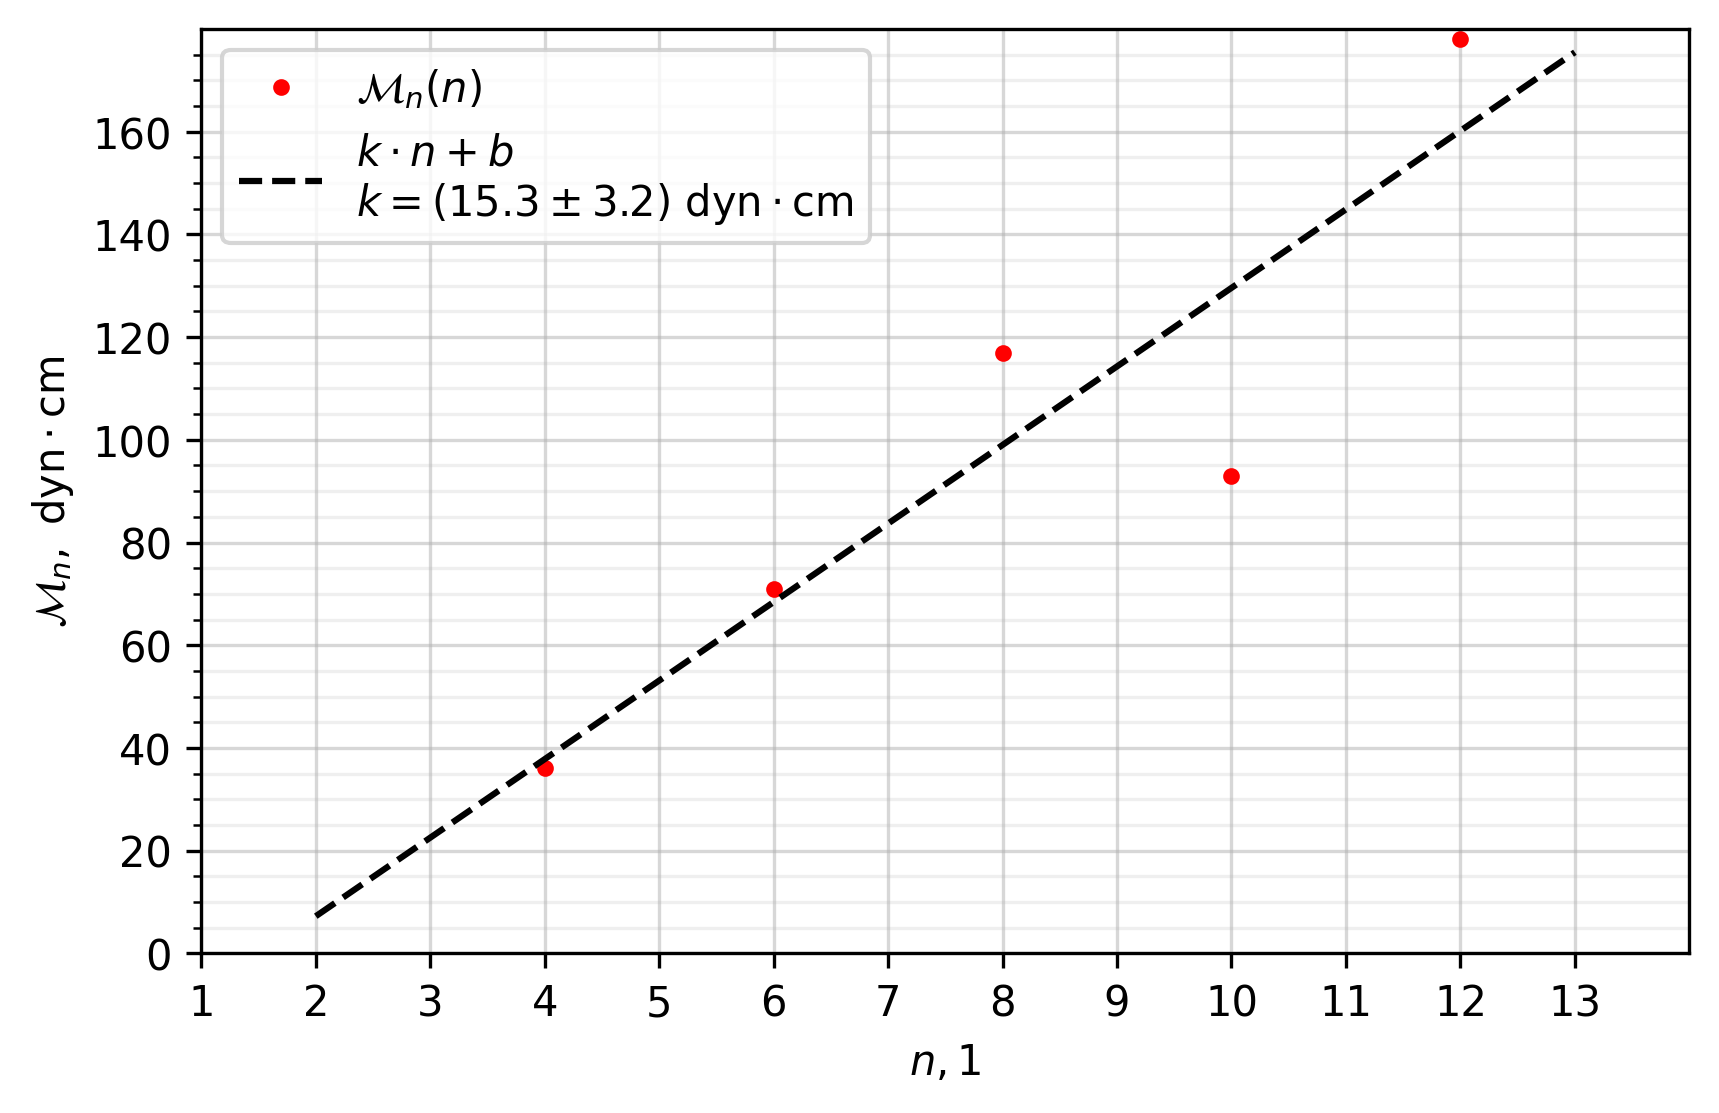 ℳₙ(n)
k · n + b
k = (15.3 ± 3.2) dyn · cm
ℳₙ, dyn · cm
160
140
120
100
80
60
40
20
0
1 2 3 4 5 6 7 8 9 10 11 12 13
n, 1